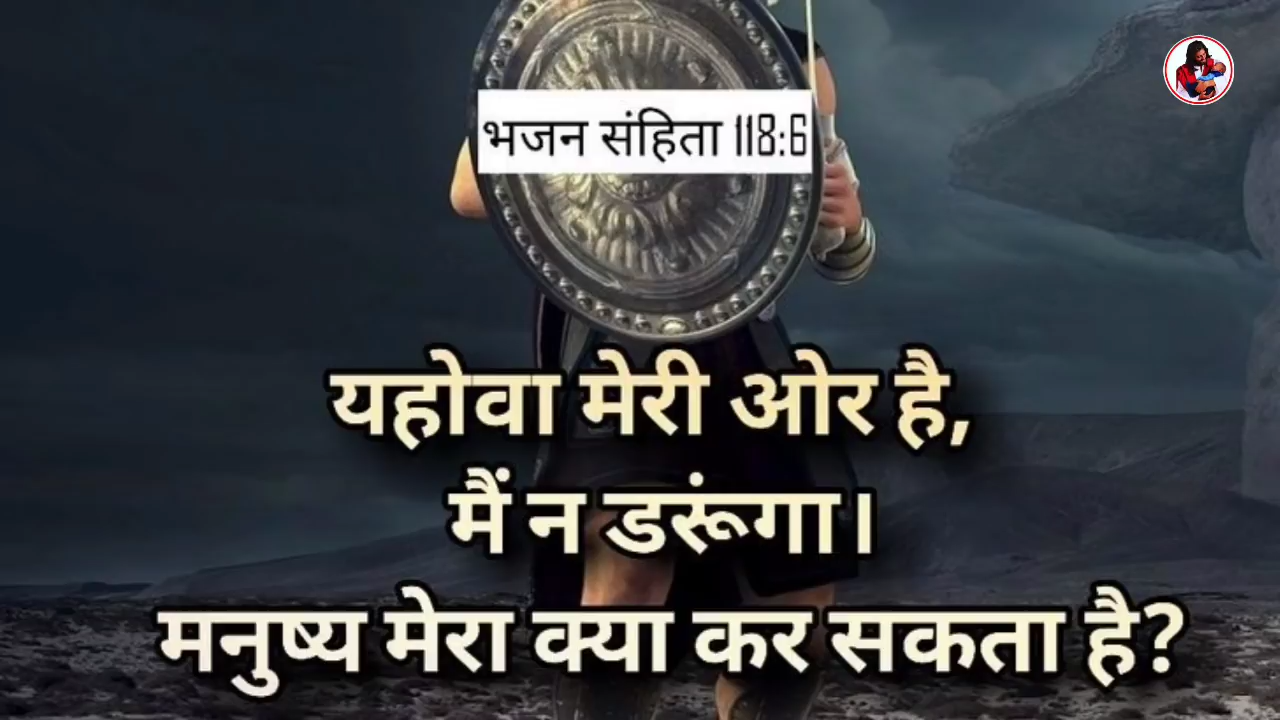 भजन संहिता 118:6
यहोवा मेरी ओर है,
मैं न डरूंगा।
मनुष्य मेरा क्या कर सकता है?